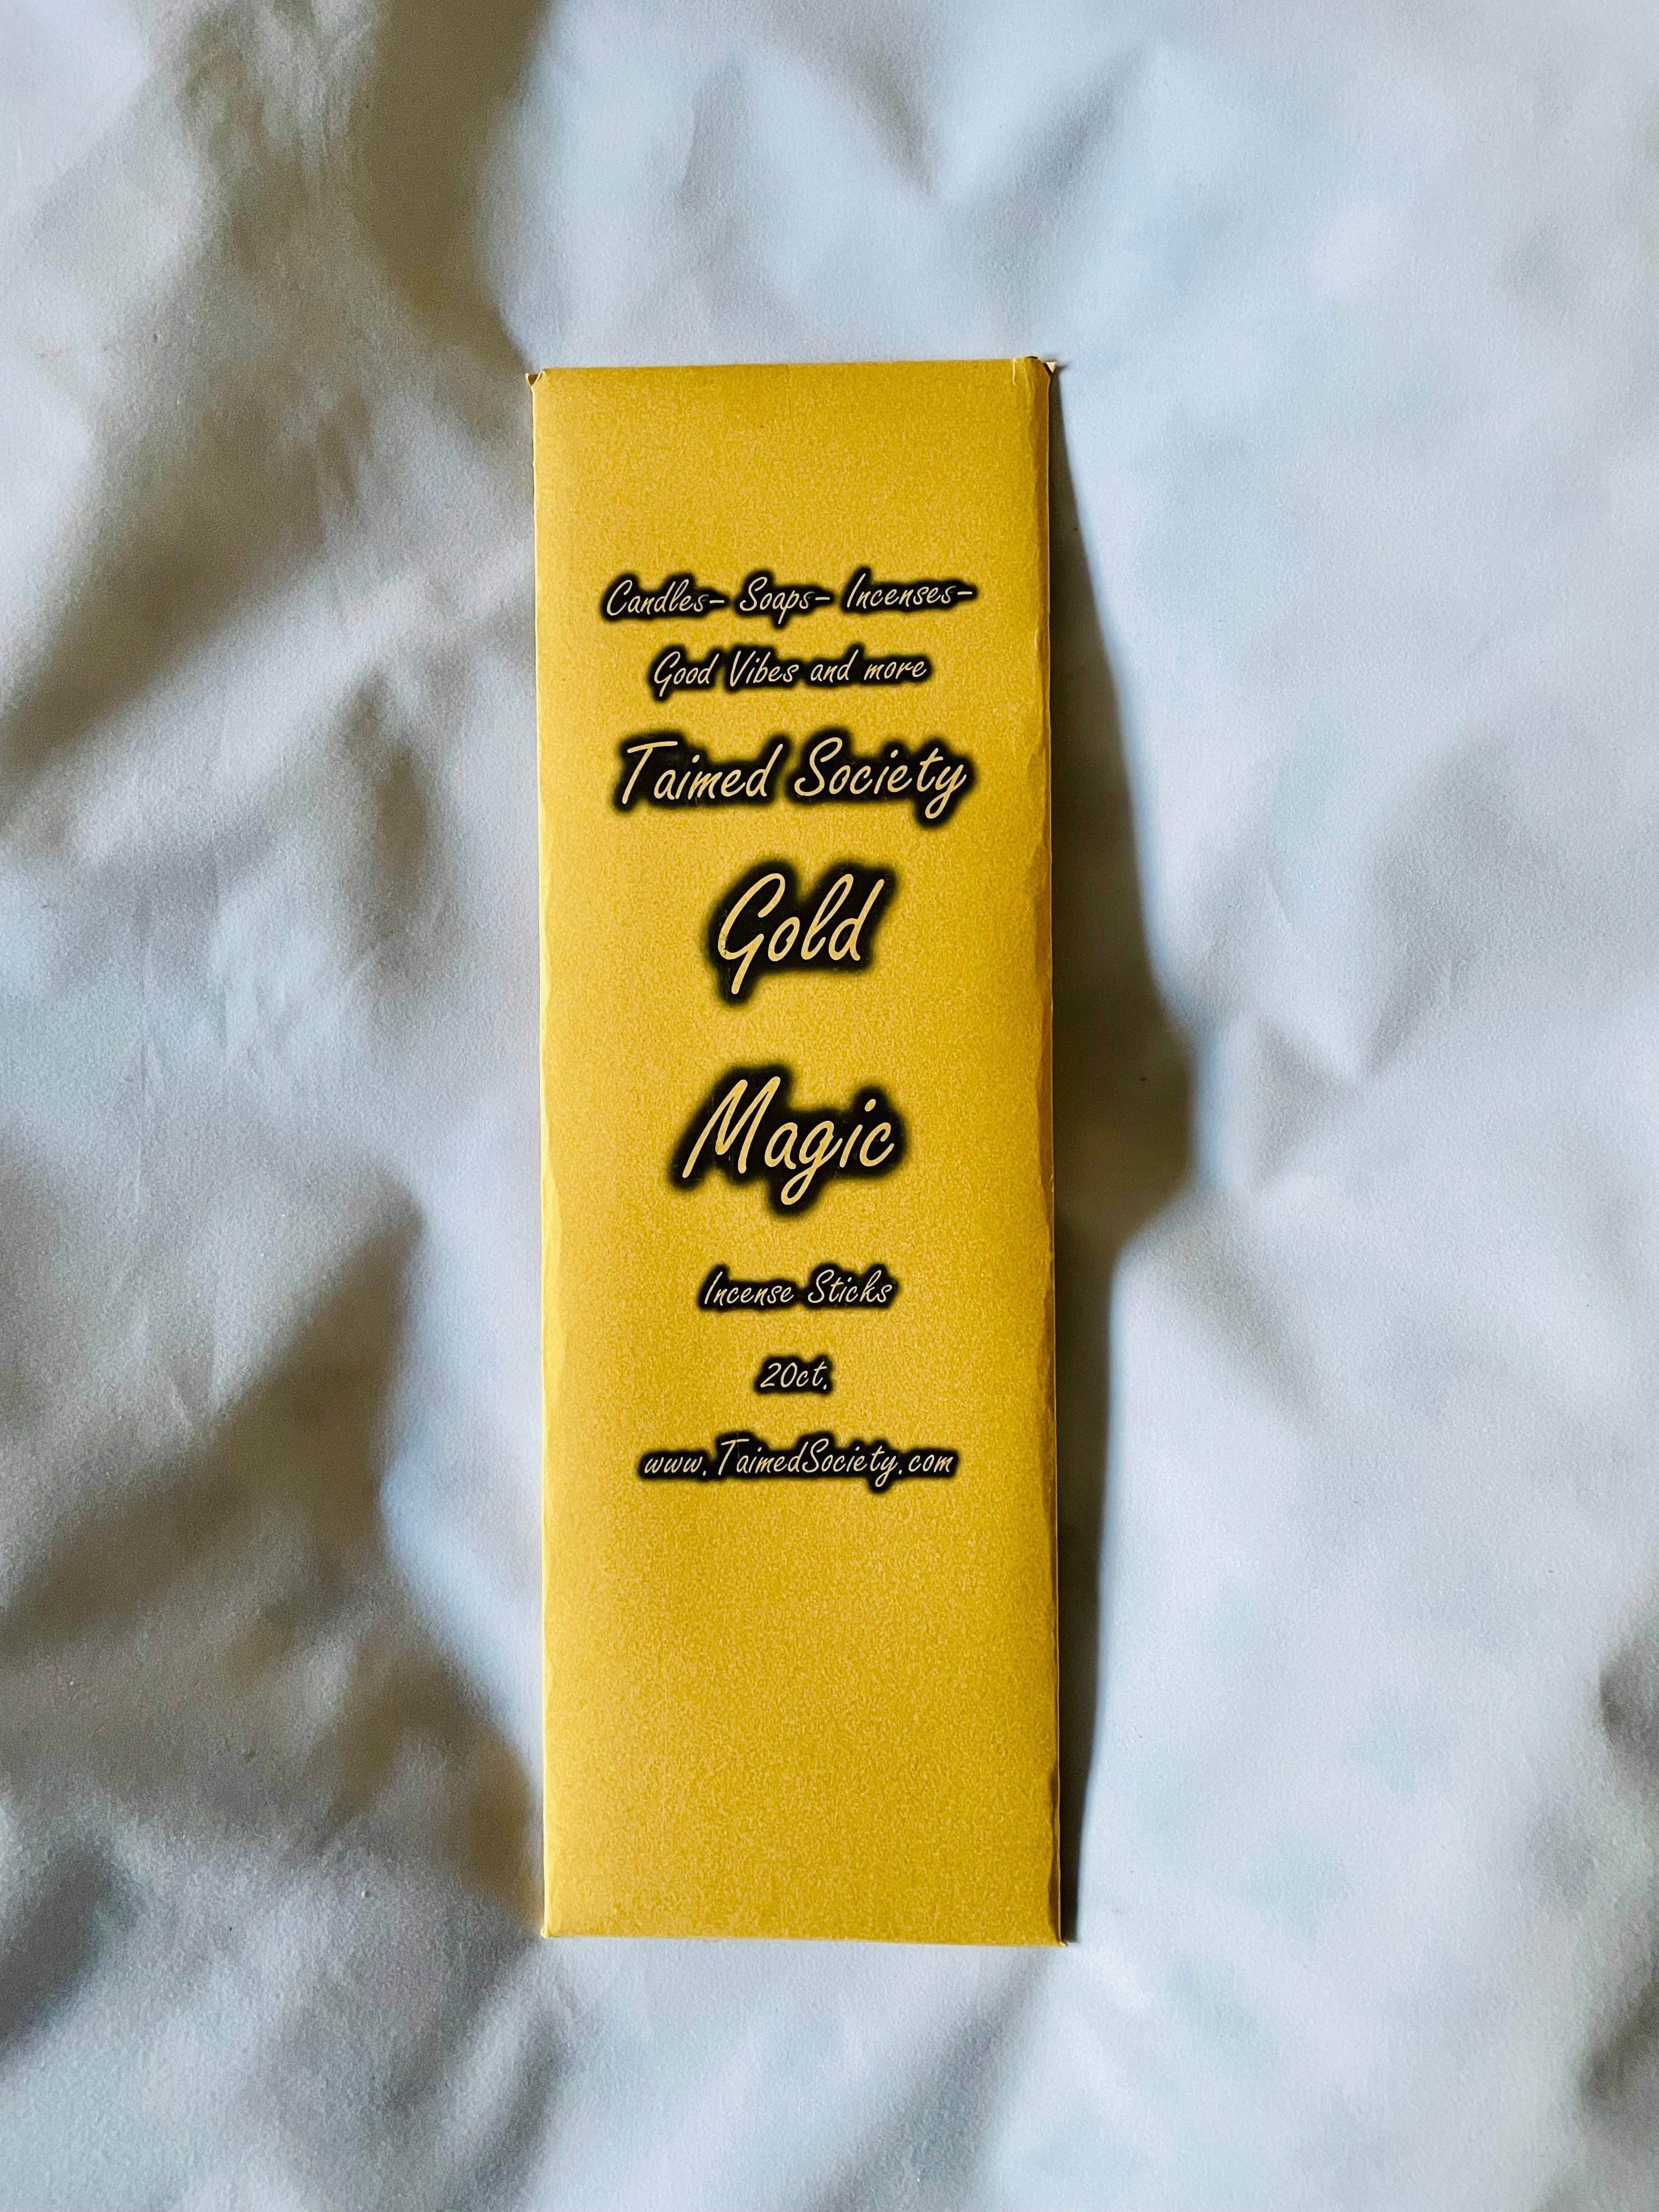 Candles- Soaps- Incenses-
Good Vibes and more
Taimed Society
Gold
Magic
Incense Sticks
20ct.
www.TaimedSociety.com